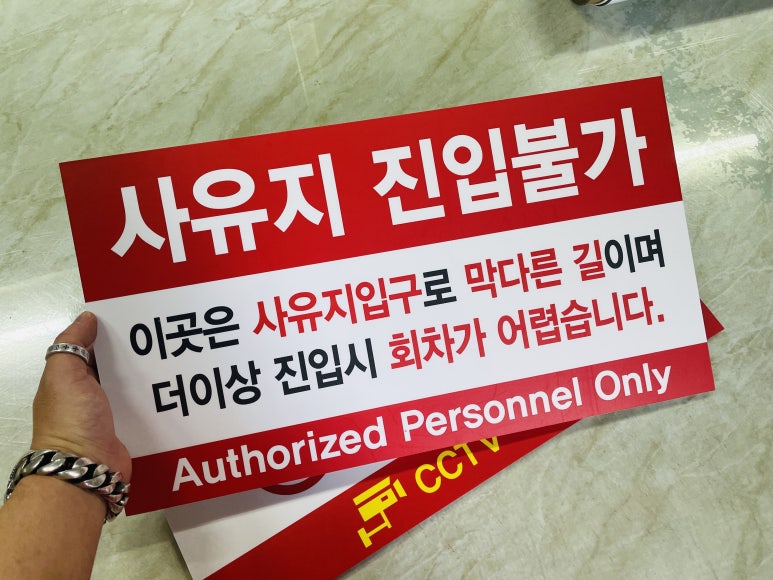 사유지 진입불가
이곳은 사유지입구로 막다른 길이며
더이상 진입시 회차가 어렵습니다.
Authorized Personnel Only
CCTV